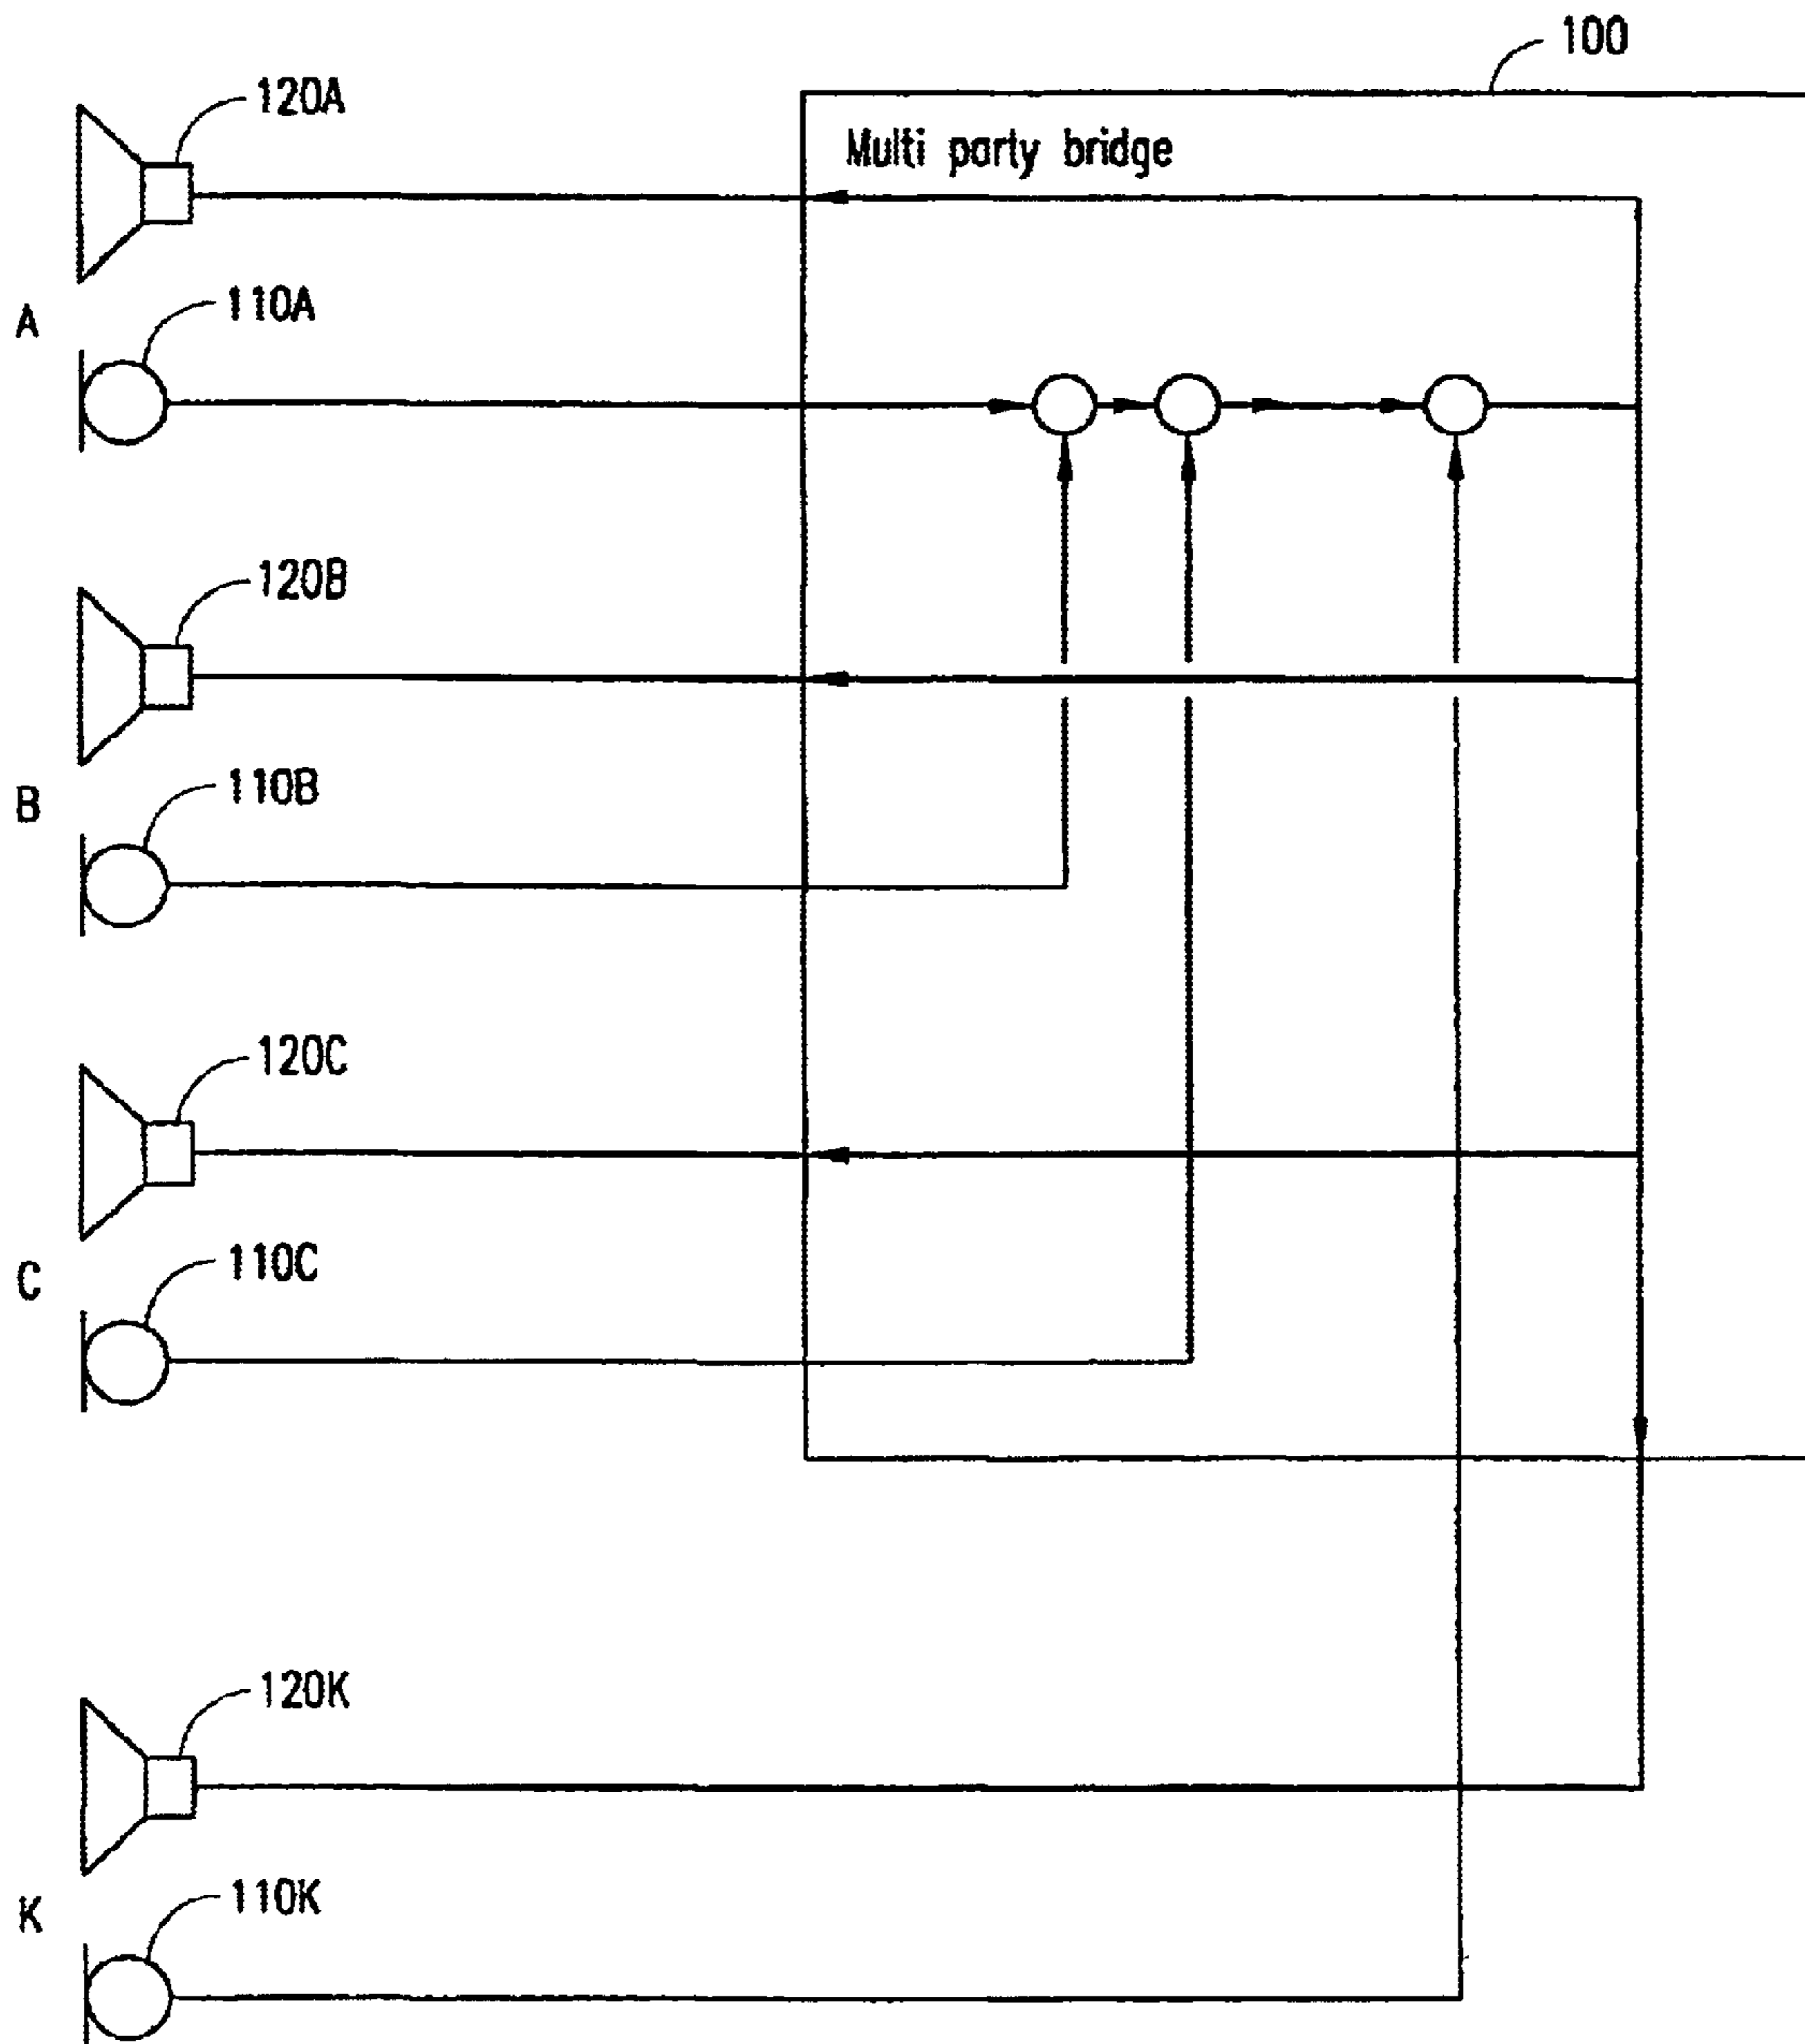 100
120A
Multi party bridge
110A
A
120B
110B
B
120C
110C
C
120K
110K
K